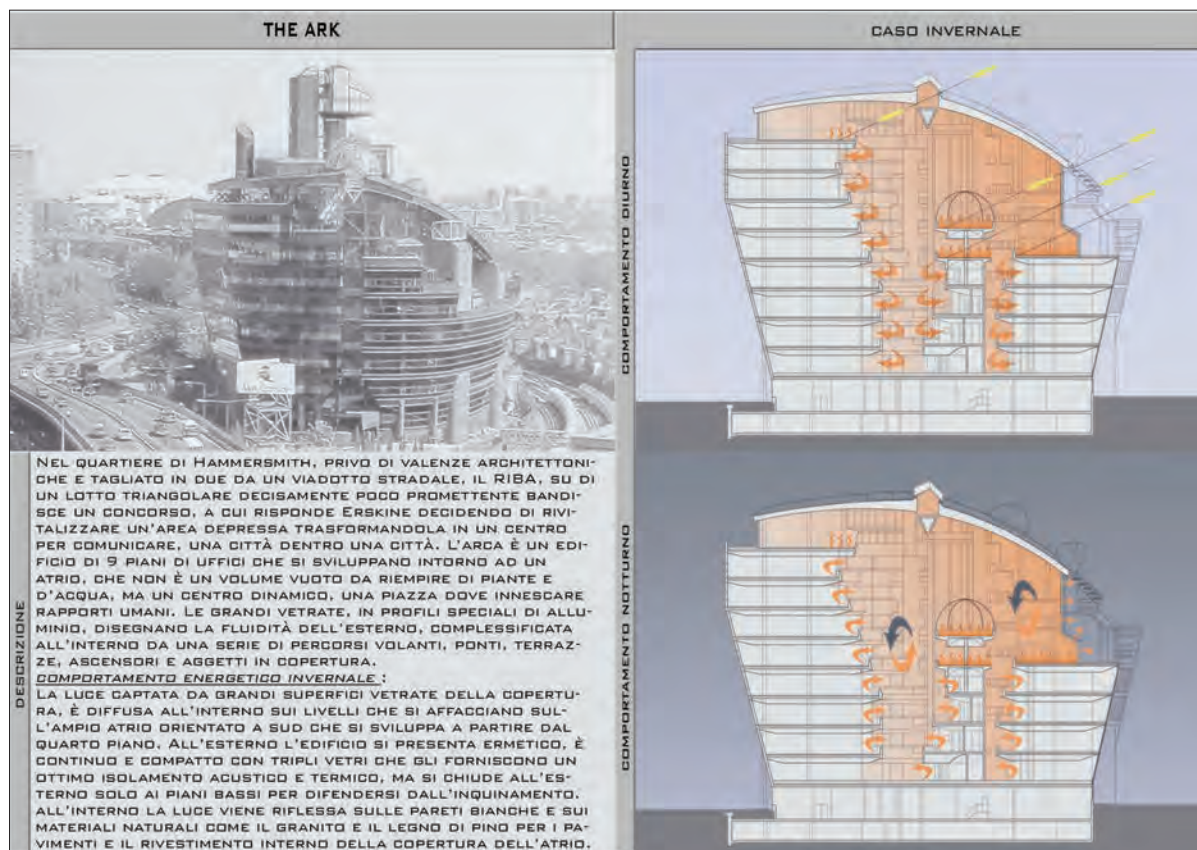 THE ARK
CASO INVERNALE
COMPORTAMENTO DIURNO
COMPORTAMENTO NOTTURNO
DESCRIZIONE
NEL QUARTIERE DI HAMMERSMITH, PRIVO DI VALENZE ARCHITETTONI-
CHE E TAGLIATO IN DUE DA UN VIADOTTO STRADALE, IL RIBA, SU DI
UN LOTTO TRIANGOLARE DECISAMENTE POCO PROMETTENTE BANDI-
SCE UN CONCORSO, A CUI RISPONDE ERSKINE DECIDENDO DI RIVI-
TALIZZARE UN'AREA DEPRESSA TRASFORMANDOLA IN UN CENTRO
PER COMUNICARE, UNA CITTÀ DENTRO UNA CITTÀ. L'ARCA È UN EDI-
FICIO DI 9 PIANI DI UFFICI CHE SI SVILUPPANO INTORNO AD UN
ATRIO, CHE NON È UN VOLUME VUOTO DA RIEMPIRE DI PIANTE E
D'ACQUA, MA UN CENTRO DINAMICO, UNA PIAZZA DOVE INNESCARE
RAPPORTI UMANI. LE GRANDI VETRATE, IN PROFILI SPECIALI DI ALLU-
MINIO, DISEGNANO LA FLUIDITÀ DELL'ESTERNO, COMPLESSIFICATA
ALL'INTERNO DA UNA SERIE DI PERCORSI VOLANTI, PONTI, TERRAZ-
ZE, ASCENSORI E AGGETTI IN COPERTURA.
COMPORTAMENTO ENERGETICO INVERNALE :
LA LUCE CAPTATA DA GRANDI SUPERFICI VETRATE DELLA COPERTU-
RA, È DIFFUSA ALL'INTERNO SUI LIVELLI CHE SI AFFACCIANO SUL-
L'AMPIO ATRIO ORIENTATO A SUD CHE SI SVILUPPA A PARTIRE DAL
QUARTO PIANO. ALL'ESTERNO L'EDIFICIO SI PRESENTA ERMETICO, È
CONTINUO E COMPATTO CON TRIPLI VETRI CHE GLI FORNISCONO UN
OTTIMO ISOLAMENTO ACUSTICO E TERMICO, MA SI CHIUDE ALL'ES-
TERNO SOLO AI PIANI BASSI PER DIFENDERSI DALL'INQUINAMENTO.
ALL'INTERNO LA LUCE VIENE RIFLESSA SULLE PARETI BIANCHE E SUI
MATERIALI NATURALI COME IL GRANITO E IL LEGNO DI PINO PER I PA-
VIMENTI E IL RIVESTIMENTO INTERNO DELLA COPERTURA DELL'ATRIO.